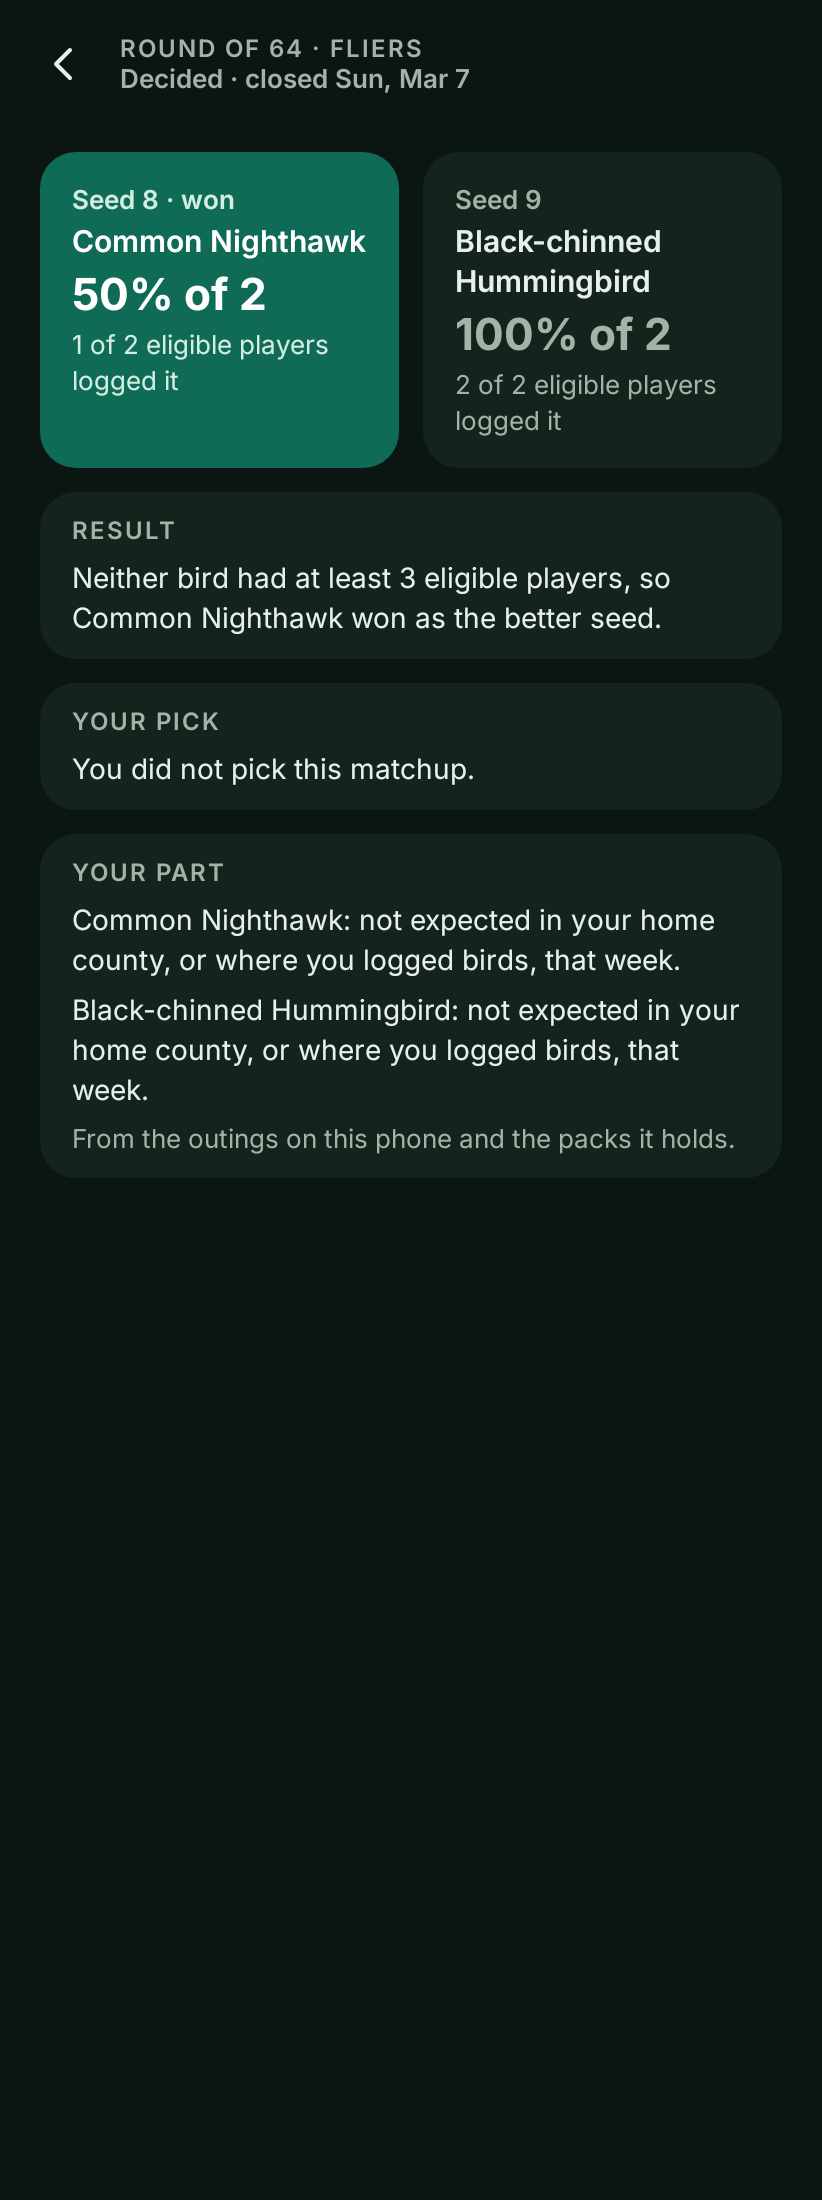 ROUND OF 64 · FLIERS
Decided · closed Sun, Mar 7
Seed 8 · won
Common Nighthawk
50% of 2
1 of 2 eligible players
logged it
Seed 9
Black-chinned
Hummingbird
100% of 2
2 of 2 eligible players
logged it
RESULT
Neither bird had at least 3 eligible players, so
Common Nighthawk won as the better seed.
YOUR PICK
You did not pick this matchup.
YOUR PART
Common Nighthawk: not expected in your home
county, or where you logged birds, that week.
Black-chinned Hummingbird: not expected in your
home county, or where you logged birds, that
week.
From the outings on this phone and the packs it holds.